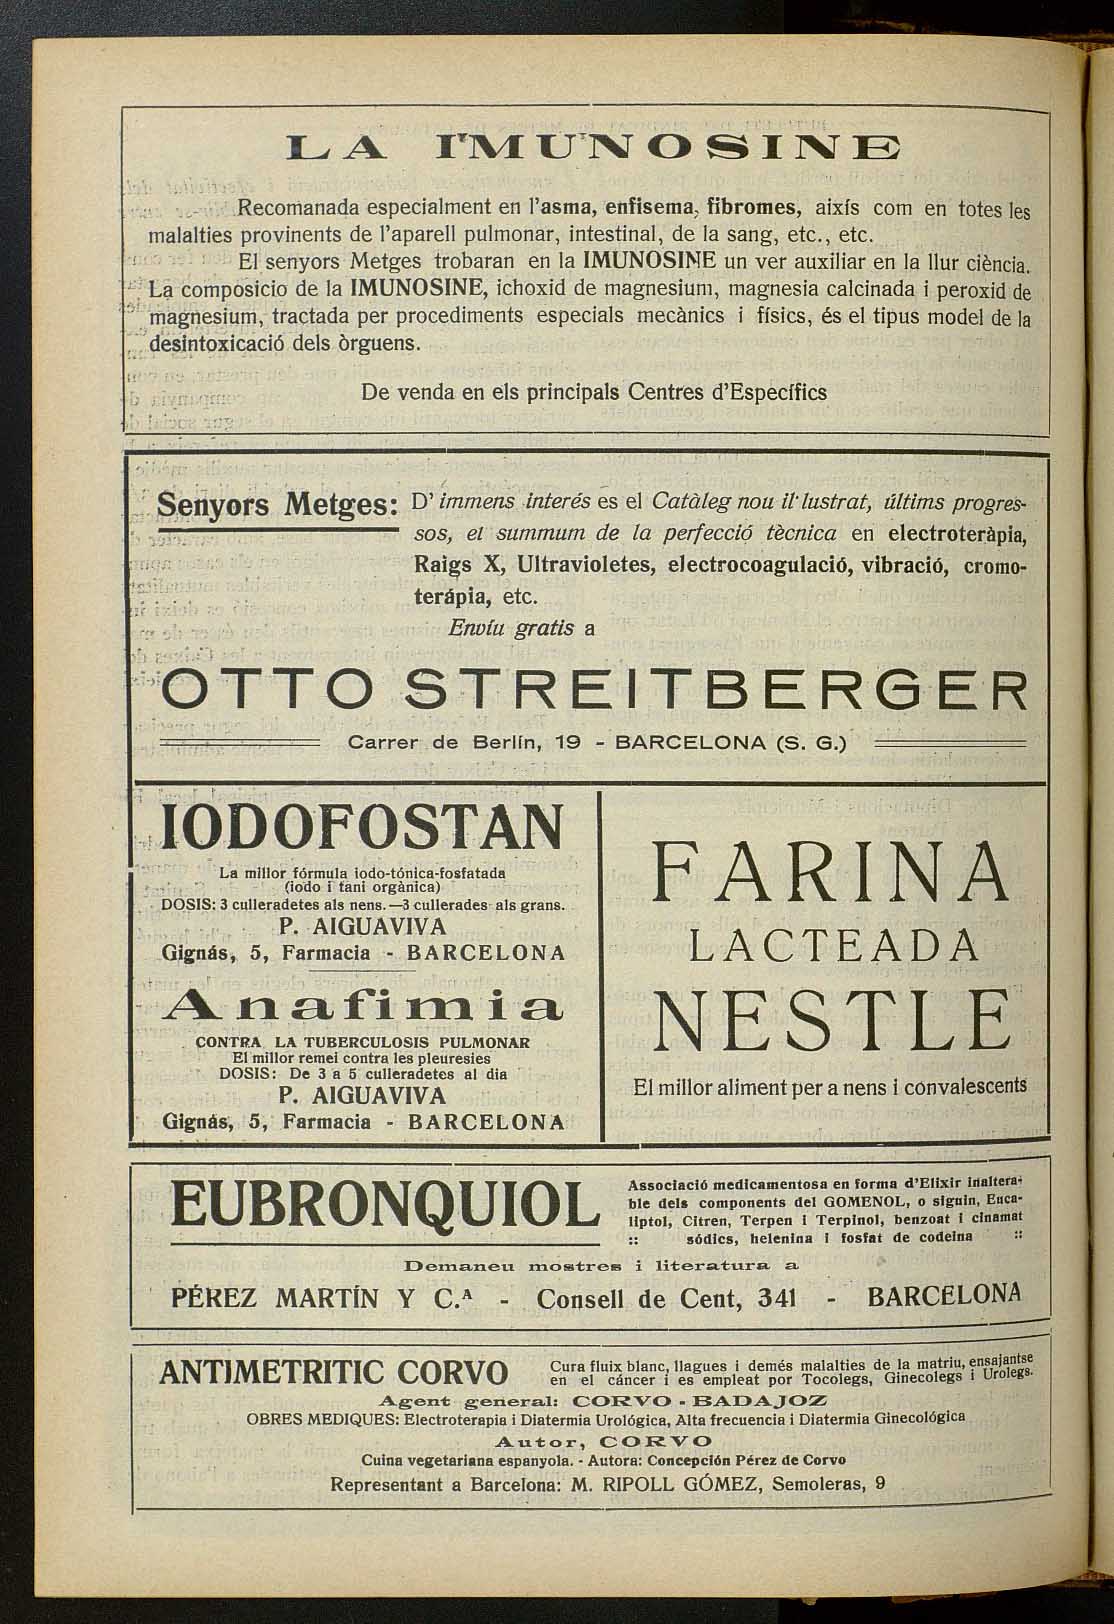 LA IMUNOSINE
Recomanada especialment en l'asma, enfisema, fibromes, aixís com en totes les
malalties provinents de l'aparell pulmonar, intestinal, de la sang, etc., etc.
El senyors Metges trobaran en la IMUNOSINE un ver auxiliar en la llur ciència.
La composicio de la IMUNOSINE, ichoxid de magnesium, magnesia calcinada i peroxid de
magnesium, tractada per procediments especials mecànics i físics, és el tipus model de la
desintoxicació dels òrguens.
De venda en els principals Centres d'Específics
Senyors Metges: D'immens interés es el Catàleg nou il'lustrat, últims progres-
sos, el summum de la perfecció tècnica en electroteràpia,
Raigs X, Ultravioletes, electrocoagulació, vibració, cromo-
terápia, etc.
Envíu gratis a
OTTO STREITBERGER
Carrer de Berlín, 19 - BARCELONA (S. G.)
IODOFOSTAN
La millor fórmula iodo-tónica-fosfatada
(iodo i tani orgànica)
DOSIS: 3 culleradetes als nens.—3 cullerades als grans.
P. AIGUAVIVA
Gignás, 5, Farmacia - BARCELONA
Anafimia
CONTRA LA TUBERCULOSIS PULMONAR
El millor remei contra les pleuresies
DOSIS: De 3 a 5 culleradetes al dia
P. AIGUAVIVA
Gignás, 5, Farmacia - BARCELONA
FARINA
LACTEADA
NESTLE
El millor aliment per a nens i convalescents
EUBRONQUIOL
Associació medicamentosa en forma d'Elixir inaltera-
ble dels components del GOMENOL, o siguin, Euca-
liptol, Citren, Terpen i Terpinol, benzoat i cinamat
:: sódics, helenina i fosfat de codeina ::
Demaneu mostres i literatura a
PÉREZ MARTÍN Y C.ª - Consell de Cent, 341 - BARCELONA
ANTIMETRITIC CORVO
Cura fluix blanc, llagues i demés malalties de la matriu, ensajantse
en el cáncer i es empleat por Tocolegs, Ginecolegs i Urolegs.
Agent general: CORVO - BADAJOZ
OBRES MEDIQUES: Electroterapia i Diatermia Urológica, Alta frecuencia i Diatermia Ginecológica
Autor, CORVO
Cuina vegetariana espanyola. - Autora: Concepción Pérez de Corvo
Representant a Barcelona: M. RIPOLL GÓMEZ, Semoleras, 9